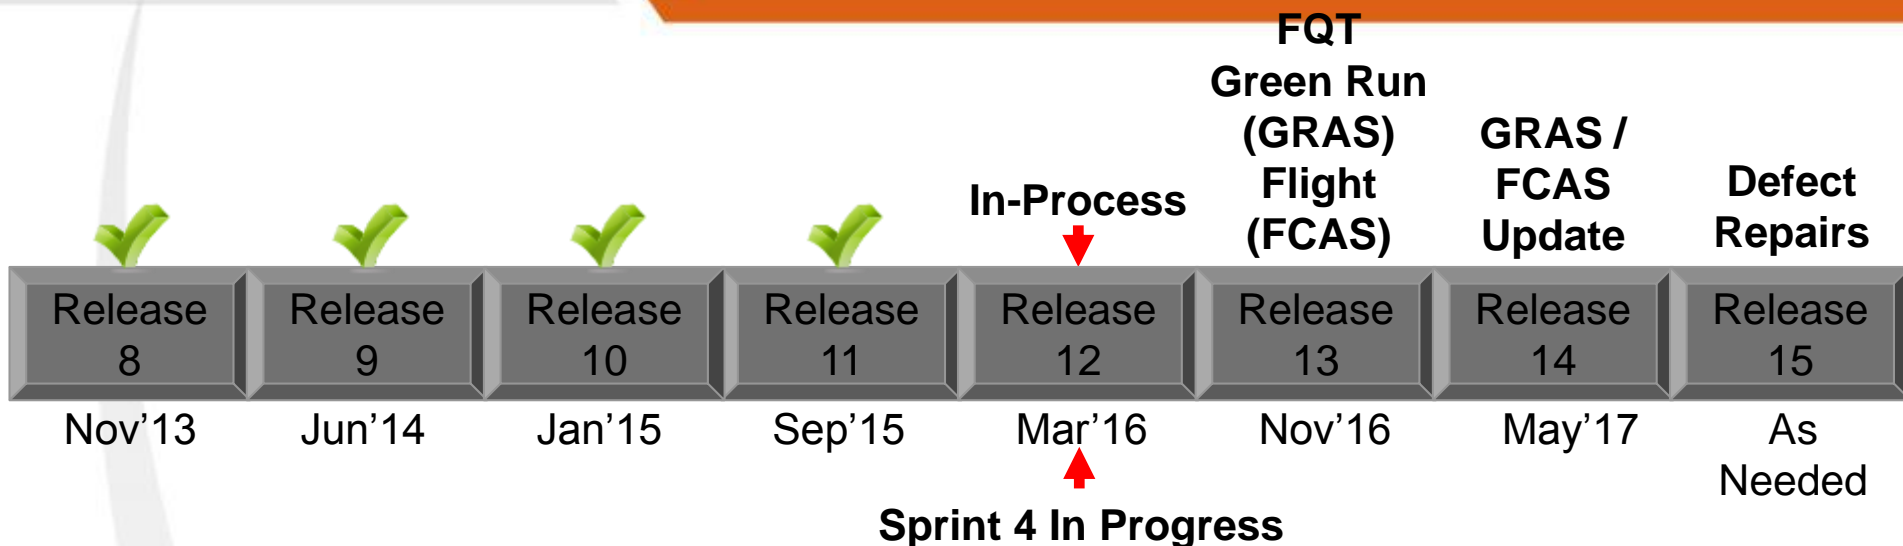 FQT
Green Run
(GRAS)
Flight
(FCAS)
GRAS /
FCAS
Update
Defect
Repairs
In-Process
Release
8
Release
9
Release
10
Release
11
Release
12
Release
13
Release
14
Release
15
Nov’13
Jun’14
Jan’15
Sep’15
Mar’16
Nov’16
May’17
As
Needed
Sprint 4 In Progress